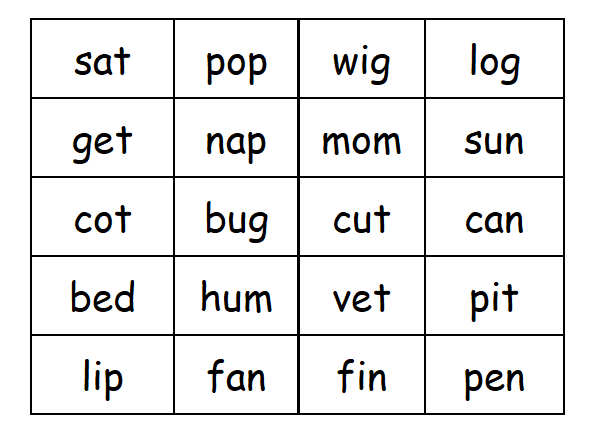 sat pop wig log
get nap mom sun
cot bug cut can
bed hum vet pit
lip fan fin pen